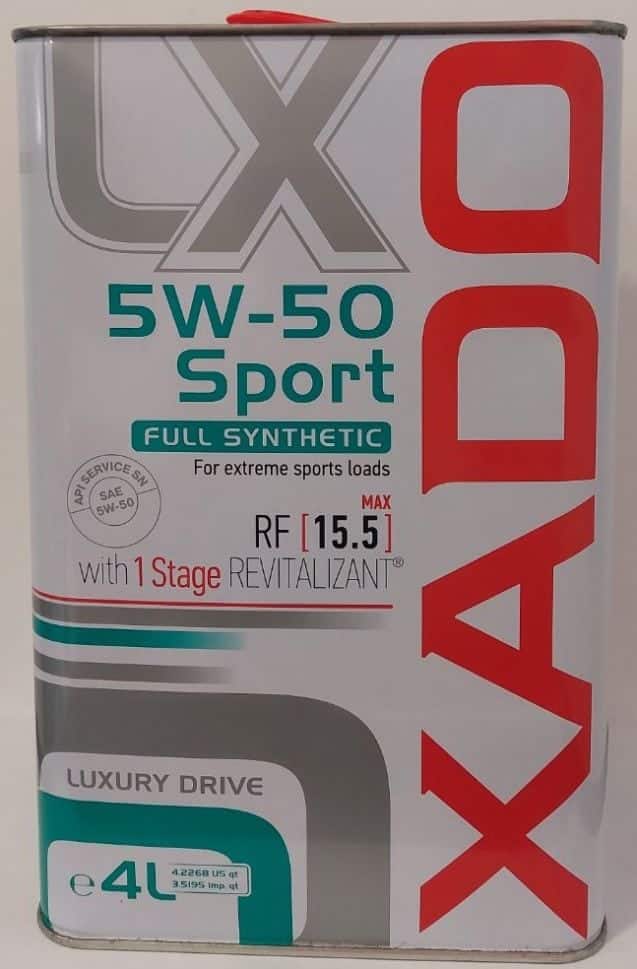 LX
XADO
5W-50
Sport
FULL SYNTHETIC
For extreme sports loads
API SERVICE SN
SAE
5W-50
MAX
RF [15.5]
with 1 Stage REVITALIZANT®
LUXURY DRIVE
e 4L
4.2268 US qt
3.5195 Imp. qt